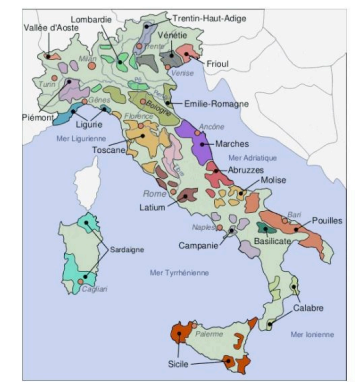 Lombardie
Trentin-Haut-Adige
Vallée d'Aoste
Vénétie
Trente
Milan
Frioul
Turin
Venise
Pô
Gênes
Piémont
Bologne
Emilie-Romagne
Ligurie
Florence
Ancône
Mer Ligurienne
Toscane
Marches
Mer Adriatique
Abruzzes
Molise
Rome
Latium
Bari
Naples
Pouilles
Campanie
Basilicate
Sardaigne
Mer Tyrrhénienne
Cagliari
Calabre
Palerme
Mer Ionienne
Sicile